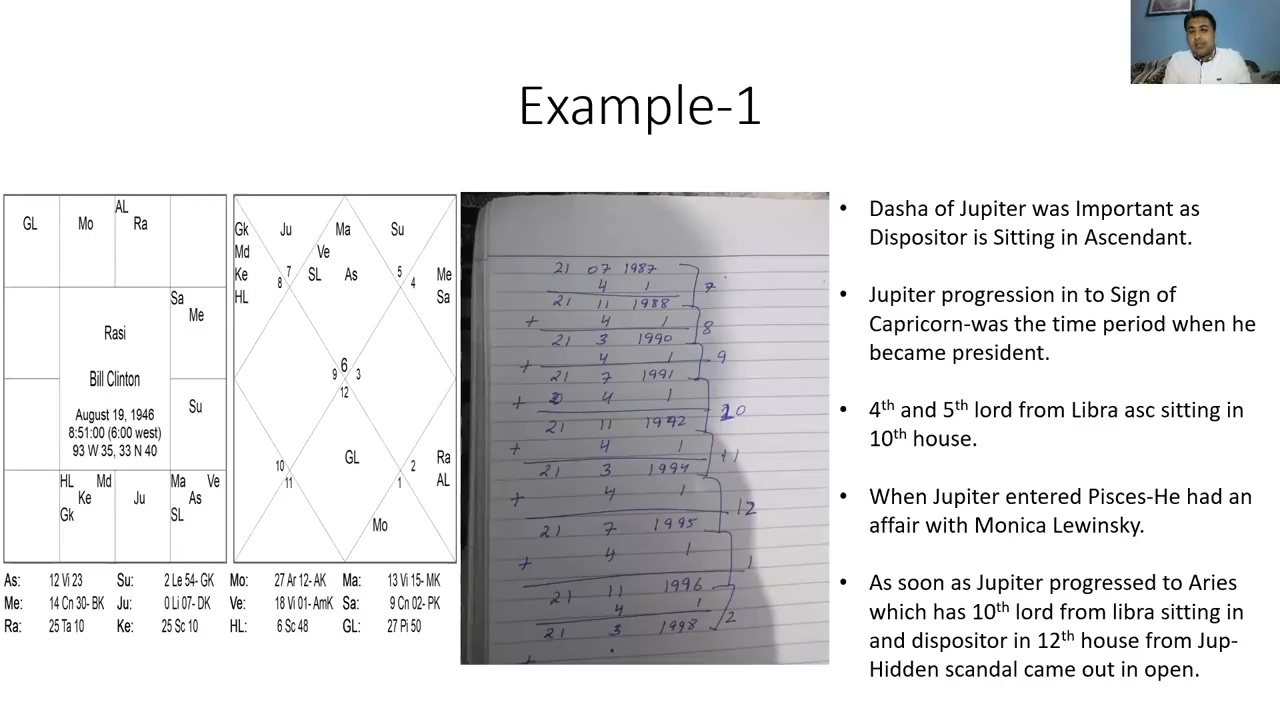 Example-1
GL
Mo
AL
Ra
Sa
Me
Rasi
Bill Clinton
August 19, 1946
8:51:00 (6:00 west)
93 W 35, 33 N 40
Su
HL Md
Ke
Gk
Ju
Ma Ve
As
SL
Gk Ju Ma Su
Md Ve
Ke 7 SL As 5 Me
8 4
HL Sa
6
9 3
12
10 GL 2 Ra
11 1 AL
Mo
As: 12 Vi 23 Su: 2 Le 54- GK Mo: 27 Ar 12- AK Ma: 13 Vi 15- MK
Me: 14 Cn 30- BK Ju: 0 Li 07- DK Ve: 18 Vi 01- AmK Sa: 9 Cn 02- PK
Ra: 25 Ta 10 Ke: 25 Sc 10 HL: 6 Sc 48 GL: 27 Pi 50
21 07 1987
4 1 7
21 11 1988
+ 4 1 8
21 3 1990
4 1 9
21 7 1991
+ 4 1 10
21 11 1992
+ 4 1 11
21 3 1994
+ 4 1 12
21 7 1995
+ 4 1 1
21 11 1996
4 1 2
21 3 1998
+
• Dasha of Jupiter was Important as
Dispositor is Sitting in Ascendant.
• Jupiter progression in to Sign of
Capricorn-was the time period when he
became president.
• 4th and 5th lord from Libra asc sitting in
10th house.
• When Jupiter entered Pisces-He had an
affair with Monica Lewinsky.
• As soon as Jupiter progressed to Aries
which has 10th lord from libra sitting in
and dispositor in 12th house from Jup-
Hidden scandal came out in open.